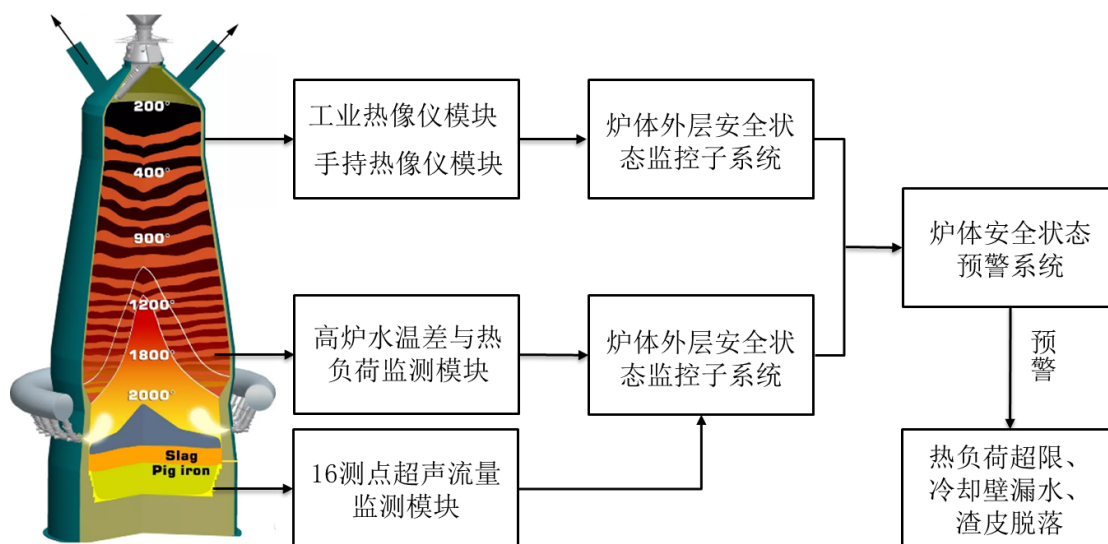 200°
400°
900°
1200°
1800°
2000°
Slag
Pig iron
工业热像仪模块
手持热像仪模块
炉体外层安全状
态监控子系统
高炉水温差与热
负荷监测模块
炉体外层安全状
态监控子系统
16测点超声流量
监测模块
炉体安全状态
预警系统
预
警
热负荷超限、
冷却壁漏水、
渣皮脱落